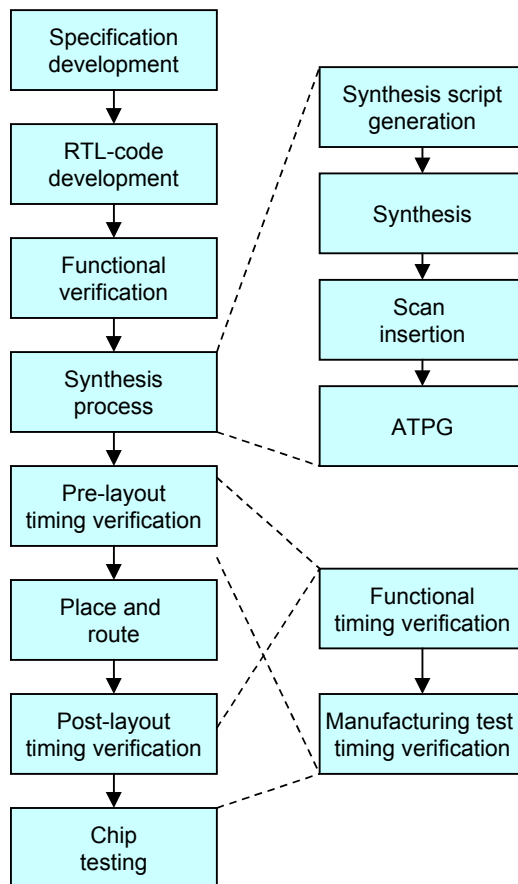 Specification
development
RTL-code
development
Functional
verification
Synthesis
process
Pre-layout
timing verification
Place and
route
Post-layout
timing verification
Chip
testing
Synthesis script
generation
Synthesis
Scan
insertion
ATPG
Functional
timing verification
Manufacturing test
timing verification